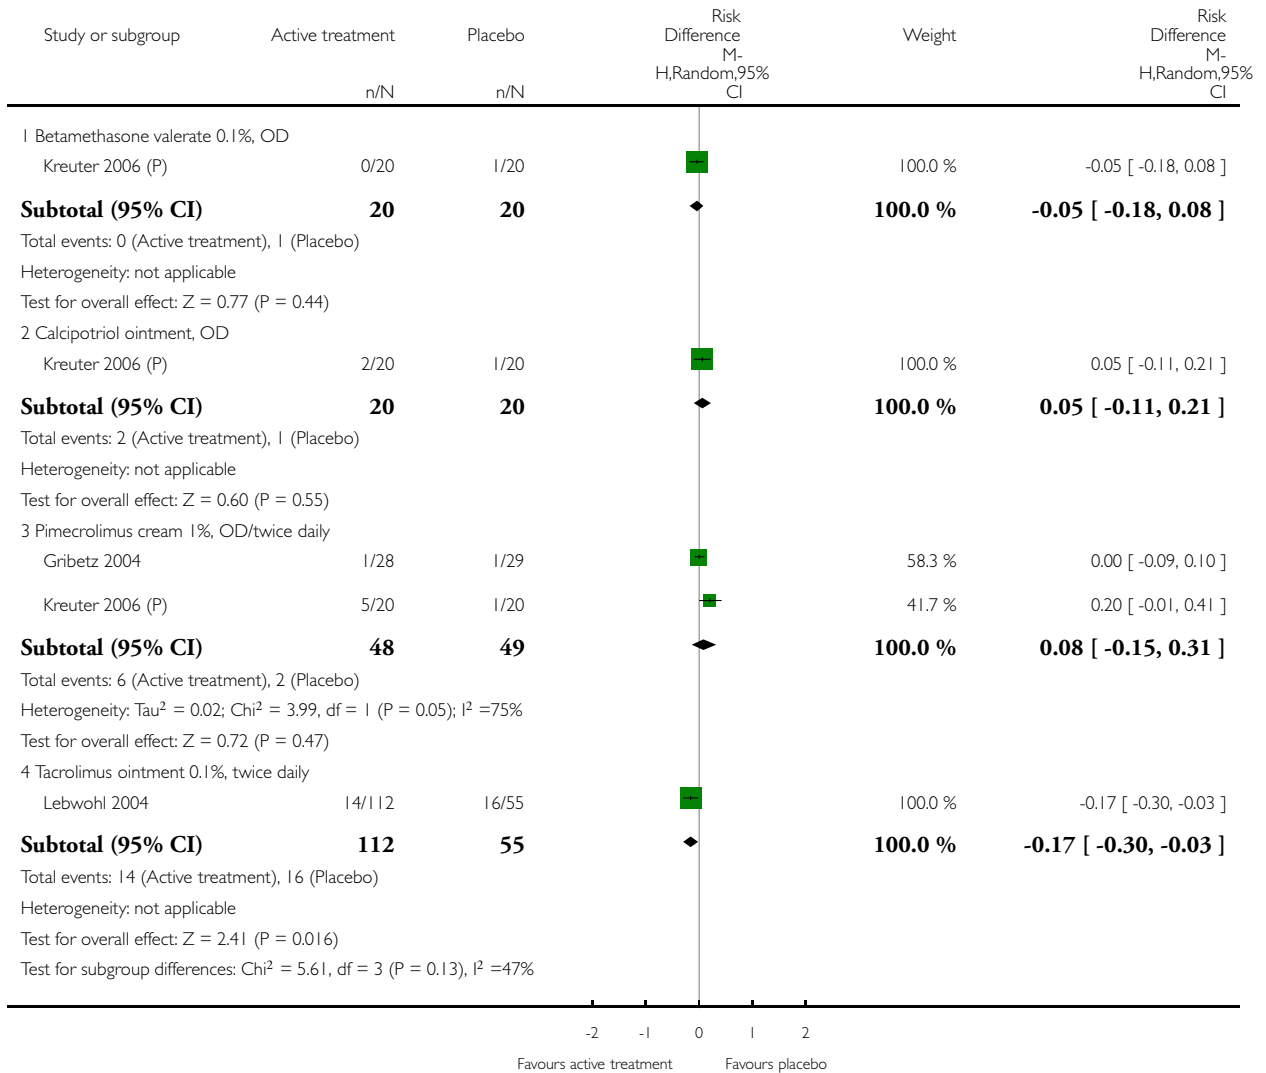 Risk Risk
Study or subgroup Active treatment Placebo Difference Weight Difference
M- M-
H,Random,95% H,Random,95%
n/N n/N CI CI
1 Betamethasone valerate 0.1%, OD
Kreuter 2006 (P) 0/20 1/20 100.0 % -0.05 [ -0.18, 0.08 ]
Subtotal (95% CI) 20 20 100.0 % -0.05 [ -0.18, 0.08 ]
Total events: 0 (Active treatment), 1 (Placebo)
Heterogeneity: not applicable
Test for overall effect: Z = 0.77 (P = 0.44)
2 Calcipotriol ointment, OD
Kreuter 2006 (P) 2/20 1/20 100.0 % 0.05 [ -0.11, 0.21 ]
Subtotal (95% CI) 20 20 100.0 % 0.05 [ -0.11, 0.21 ]
Total events: 2 (Active treatment), 1 (Placebo)
Heterogeneity: not applicable
Test for overall effect: Z = 0.60 (P = 0.55)
3 Pimecrolimus cream 1%, OD/twice daily
Gribetz 2004 1/28 1/29 58.3 % 0.00 [ -0.09, 0.10 ]
Kreuter 2006 (P) 5/20 1/20 41.7 % 0.20 [ -0.01, 0.41 ]
Subtotal (95% CI) 48 49 100.0 % 0.08 [ -0.15, 0.31 ]
Total events: 6 (Active treatment), 2 (Placebo)
Heterogeneity: Tau² = 0.02; Chi² = 3.99, df = 1 (P = 0.05); I² =75%
Test for overall effect: Z = 0.72 (P = 0.47)
4 Tacrolimus ointment 0.1%, twice daily
Lebwohl 2004 14/112 16/55 100.0 % -0.17 [ -0.30, -0.03 ]
Subtotal (95% CI) 112 55 100.0 % -0.17 [ -0.30, -0.03 ]
Total events: 14 (Active treatment), 16 (Placebo)
Heterogeneity: not applicable
Test for overall effect: Z = 2.41 (P = 0.016)
Test for subgroup differences: Chi² = 5.61, df = 3 (P = 0.13), I² =47%
-2 -1 0 1 2
Favours active treatment Favours placebo